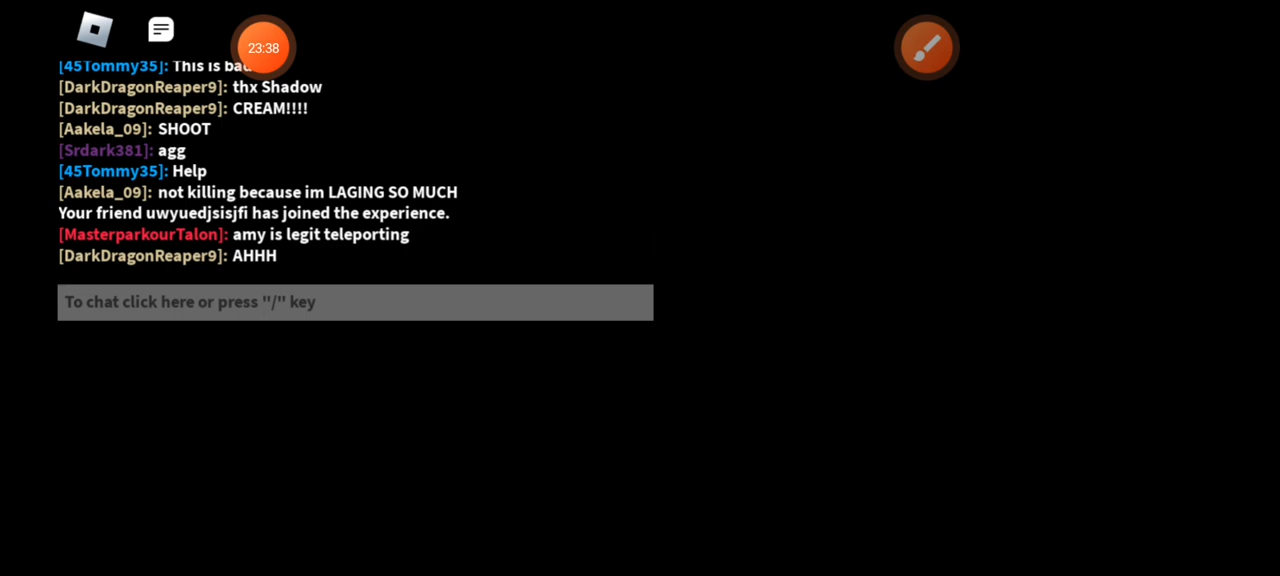 23:38
[45Tommy35]: This is bad
[DarkDragonReaper9]: thx Shadow
[DarkDragonReaper9]: CREAM!!!!
[Aakela_09]: SHOOT
[Srdark381]: agg
[45Tommy35]: Help
[Aakela_09]: not killing because im LAGING SO MUCH
Your friend uwyuedjsisjfi has joined the experience.
[MasterparkourTalon]: amy is legit teleporting
[DarkDragonReaper9]: AHHH
To chat click here or press "/" key